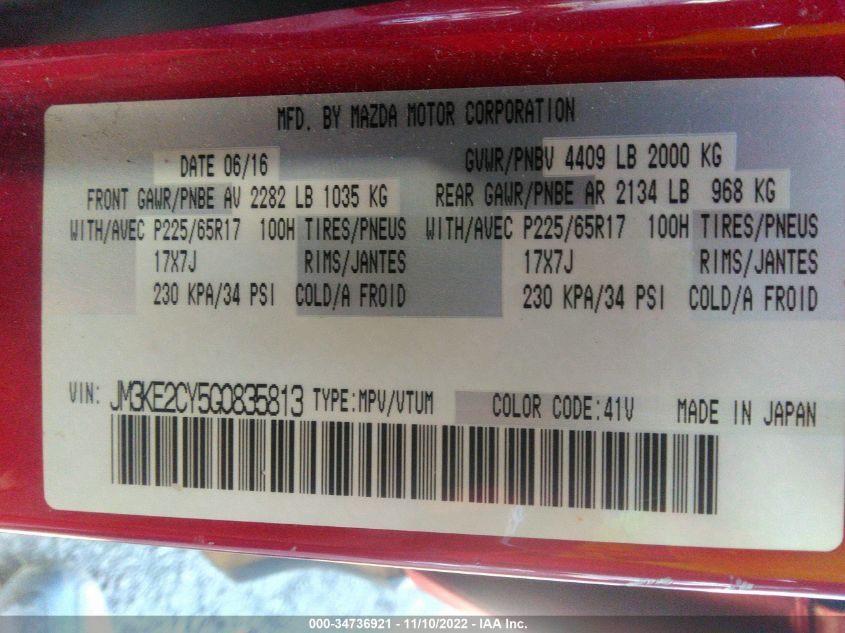 MFD. BY MAZDA MOTOR CORPORATION
DATE 06/16 GVWR/PNBV 4409 LB 2000 KG
FRONT GAWR/PNBE AV 2282 LB 1035 KG REAR GAWR/PNBE AR 2134 LB 968 KG
WITH/AVEC P225/65R17 100H TIRES/PNEUS WITH/AVEC P225/65R17 100H TIRES/PNEUS
17X7J RIMS/JANTES 17X7J RIMS/JANTES
230 KPA/34 PSI COLD/A FROID 230 KPA/34 PSI COLD/A FROID
VIN: JM3KE2CY5G0835813 TYPE:MPV/VTUM COLOR CODE:41V MADE IN JAPAN
000-34736921 - 11/10/2022 - IAA Inc.